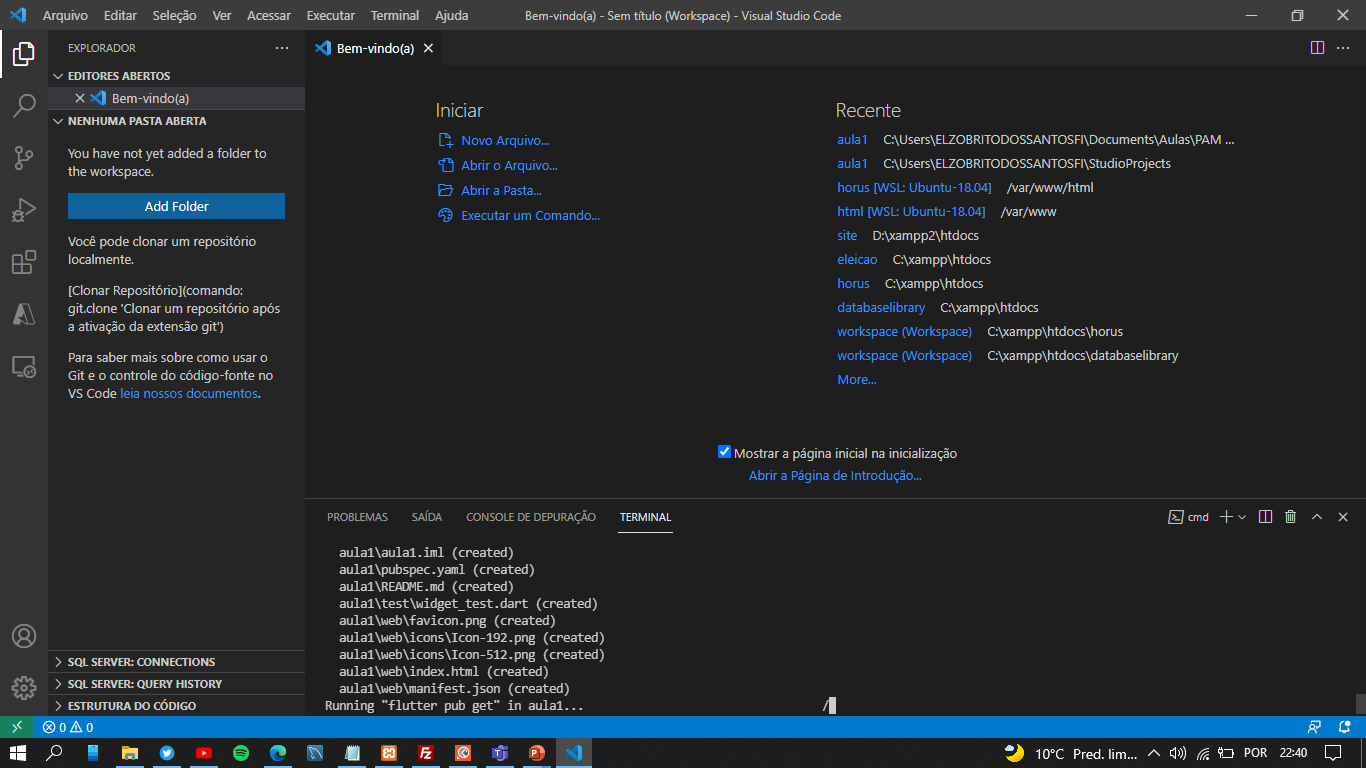 Arquivo Editar Seleção Ver Acessar Executar Terminal Ajuda Bem-vindo(a) - Sem título (Workspace) - Visual Studio Code
EXPLORADOR
EDITORES ABERTOS
Bem-vindo(a)
NENHUMA PASTA ABERTA
You have not yet added a folder to
the workspace.
Add Folder
Você pode clonar um repositório
localmente.
[Clonar Repositório](comando:
git.clone 'Clonar um repositório após
a ativação da extensão git')
Para saber mais sobre como usar o
Git e o controle do código-fonte no
VS Code leia nossos documentos.
SQL SERVER: CONNECTIONS
SQL SERVER: QUERY HISTORY
ESTRUTURA DO CÓDIGO
Bem-vindo(a)
Iniciar
Novo Arquivo...
Abrir o Arquivo...
Abrir a Pasta...
Executar um Comando...
Recente
aula1 C:\Users\ELZOBRITODOSSANTOSFI\Documents\Aulas\PAM ...
aula1 C:\Users\ELZOBRITODOSSANTOSFI\StudioProjects
horus [WSL: Ubuntu-18.04] /var/www/html
html [WSL: Ubuntu-18.04] /var/www
site D:\xampp2\htdocs
eleicao C:\xampp\htdocs
horus C:\xampp\htdocs
databaselibrary C:\xampp\htdocs
workspace (Workspace) C:\xampp\htdocs\horus
workspace (Workspace) C:\xampp\htdocs\databaselibrary
More...
Mostrar a página inicial na inicialização
Abrir a Página de Introdução...
PROBLEMAS SAÍDA CONSOLE DE DEPURAÇÃO TERMINAL cmd
aula1\aula1.iml (created)
aula1\pubspec.yaml (created)
aula1\README.md (created)
aula1\test\widget_test.dart (created)
aula1\web\favicon.png (created)
aula1\web\icons\Icon-192.png (created)
aula1\web\icons\Icon-512.png (created)
aula1\web\index.html (created)
aula1\web\manifest.json (created)
Running "flutter pub get" in aula1... /
0 0
10°C Pred. lim... POR 22:40